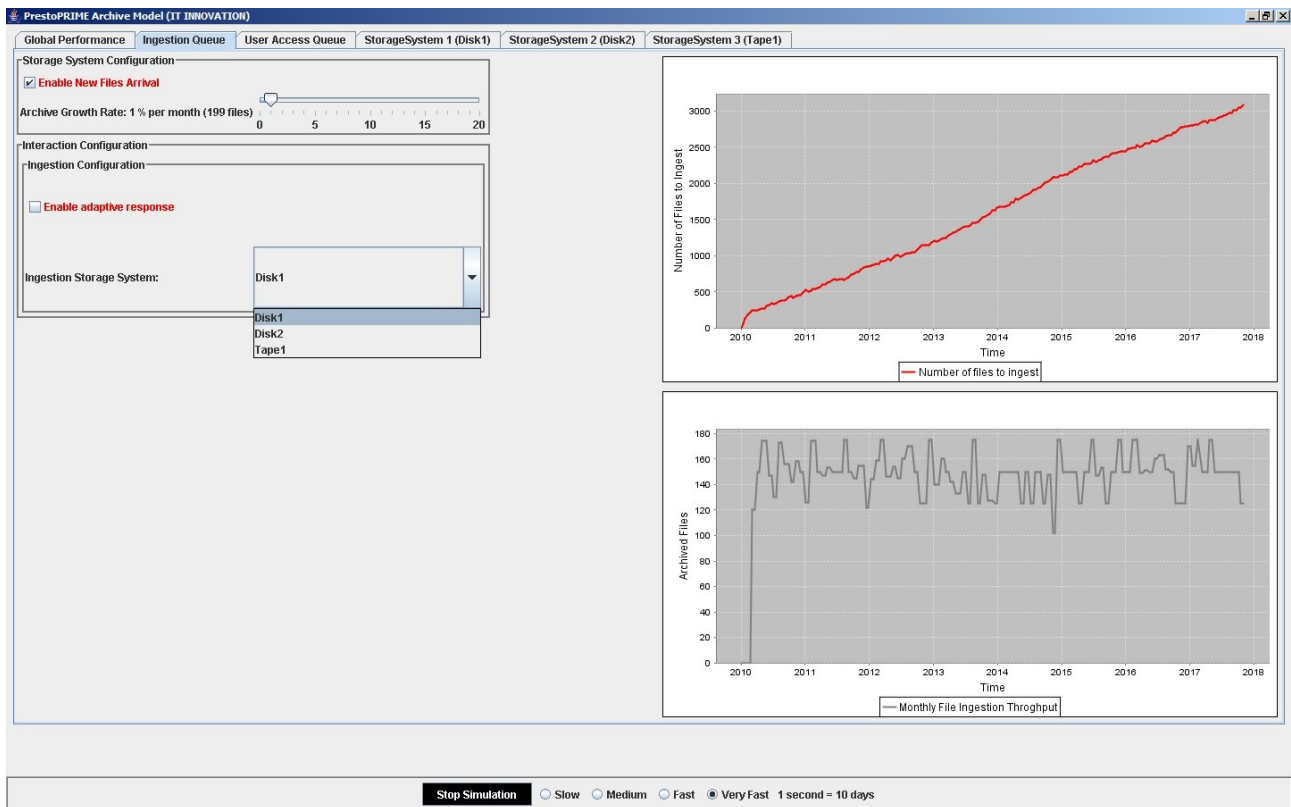 PrestoPRIME Archive Model (IT INNOVATION)
Global Performance Ingestion Queue User Access Queue StorageSystem 1 (Disk1) StorageSystem 2 (Disk2) StorageSystem 3 (Tape1)
Storage System Configuration
Enable New Files Arrival
Archive Growth Rate: 1 % per month (199 files)
0 5 10 15 20
Interaction Configuration
Ingestion Configuration
Enable adaptive response
Ingestion Storage System:
Disk1
Disk1
Disk2
Tape1
Number of Files to Ingest
3000
2500
2000
1500
1000
500
0
2010 2011 2012 2013 2014 2015 2016 2017 2018
Time
Number of files to ingest
Archived Files
180
160
140
120
100
80
60
40
20
0
2010 2011 2012 2013 2014 2015 2016 2017 2018
Time
Monthly File Ingestion Throghput
Stop Simulation Slow Medium Fast Very Fast 1 second = 10 days